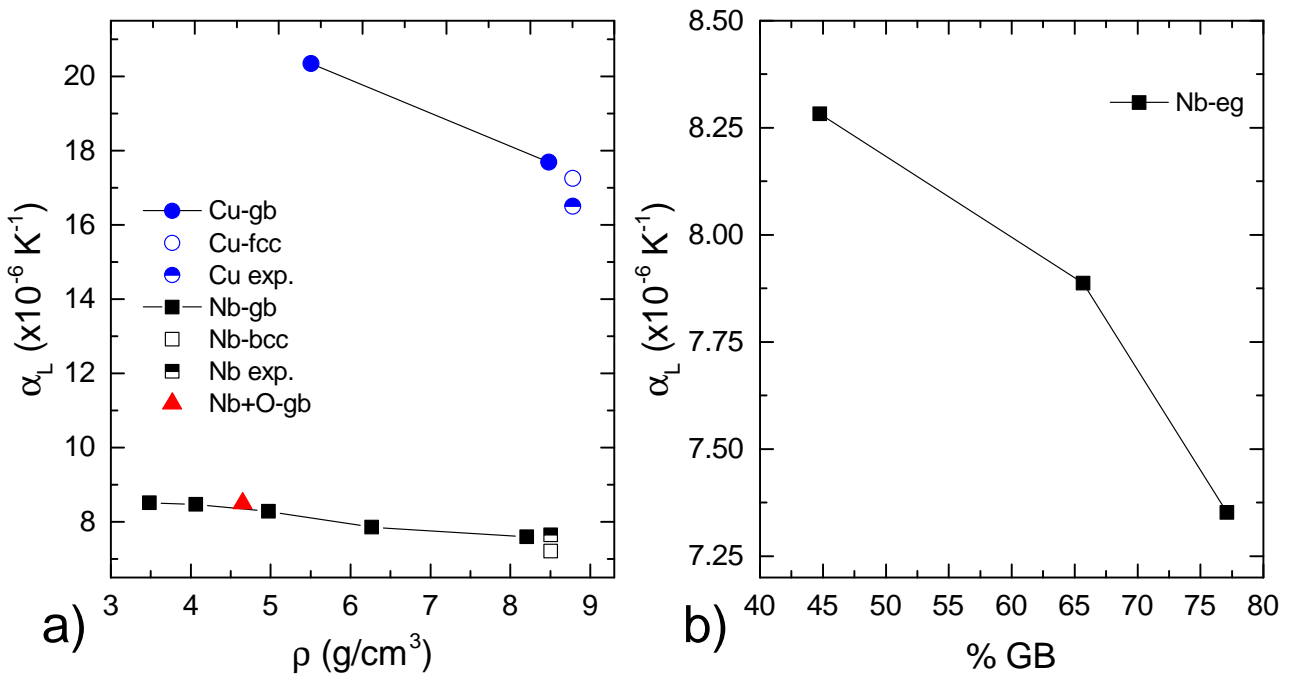 20
18
16
14
12
10
8
α_L (x10⁻⁶ K⁻¹)
Cu-gb
Cu-fcc
Cu exp.
Nb-gb
Nb-bcc
Nb exp.
Nb+O-gb
3 4 5 6 7 8 9
a)
ρ (g/cm³)
8.50
8.25
8.00
7.75
7.50
7.25
α_L (x10⁻⁶ K⁻¹)
Nb-eg
40 45 50 55 60 65 70 75 80
b)
% GB